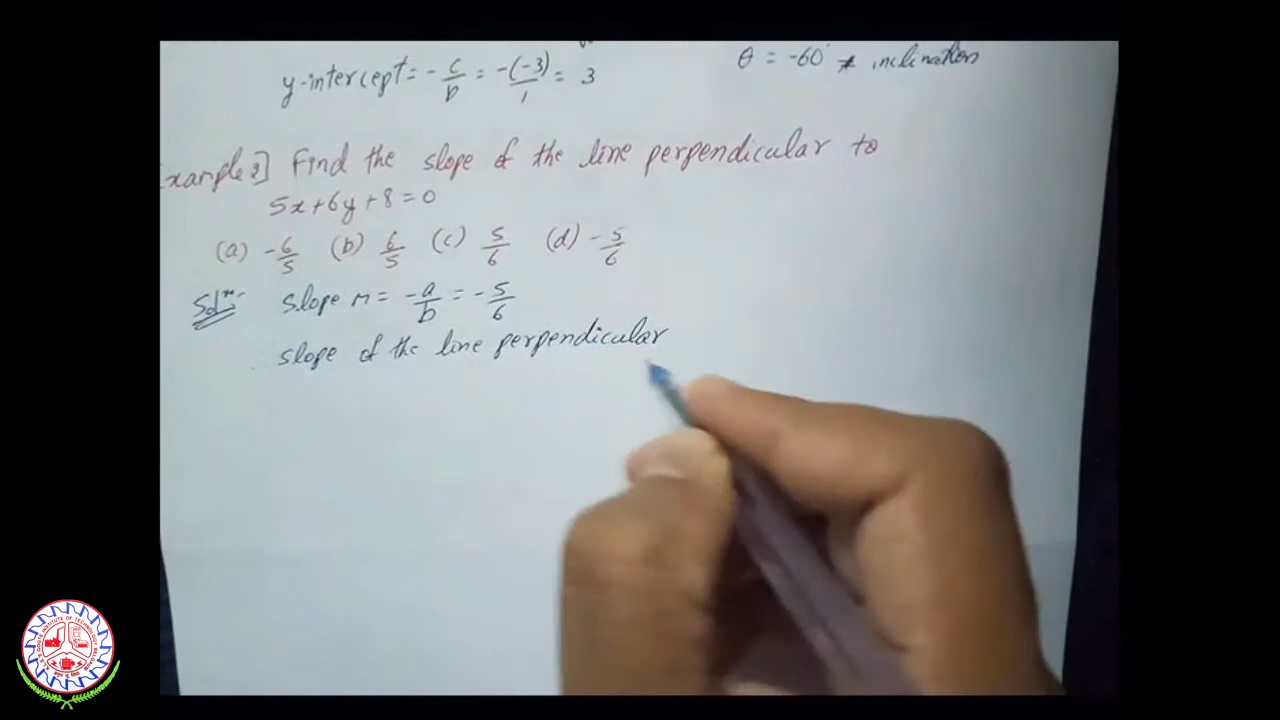 y-intercept = -c/b = -(-3)/1 = 3
θ = -60° * inclination
xample 2] Find the slope of the line perpendicular to
5x+6y+8=0
(a) -6/5 (b) 6/5 (c) 5/6 (d) -5/6
Solⁿ:- slope m = -a/b = -5/6
slope of the line perpendicular